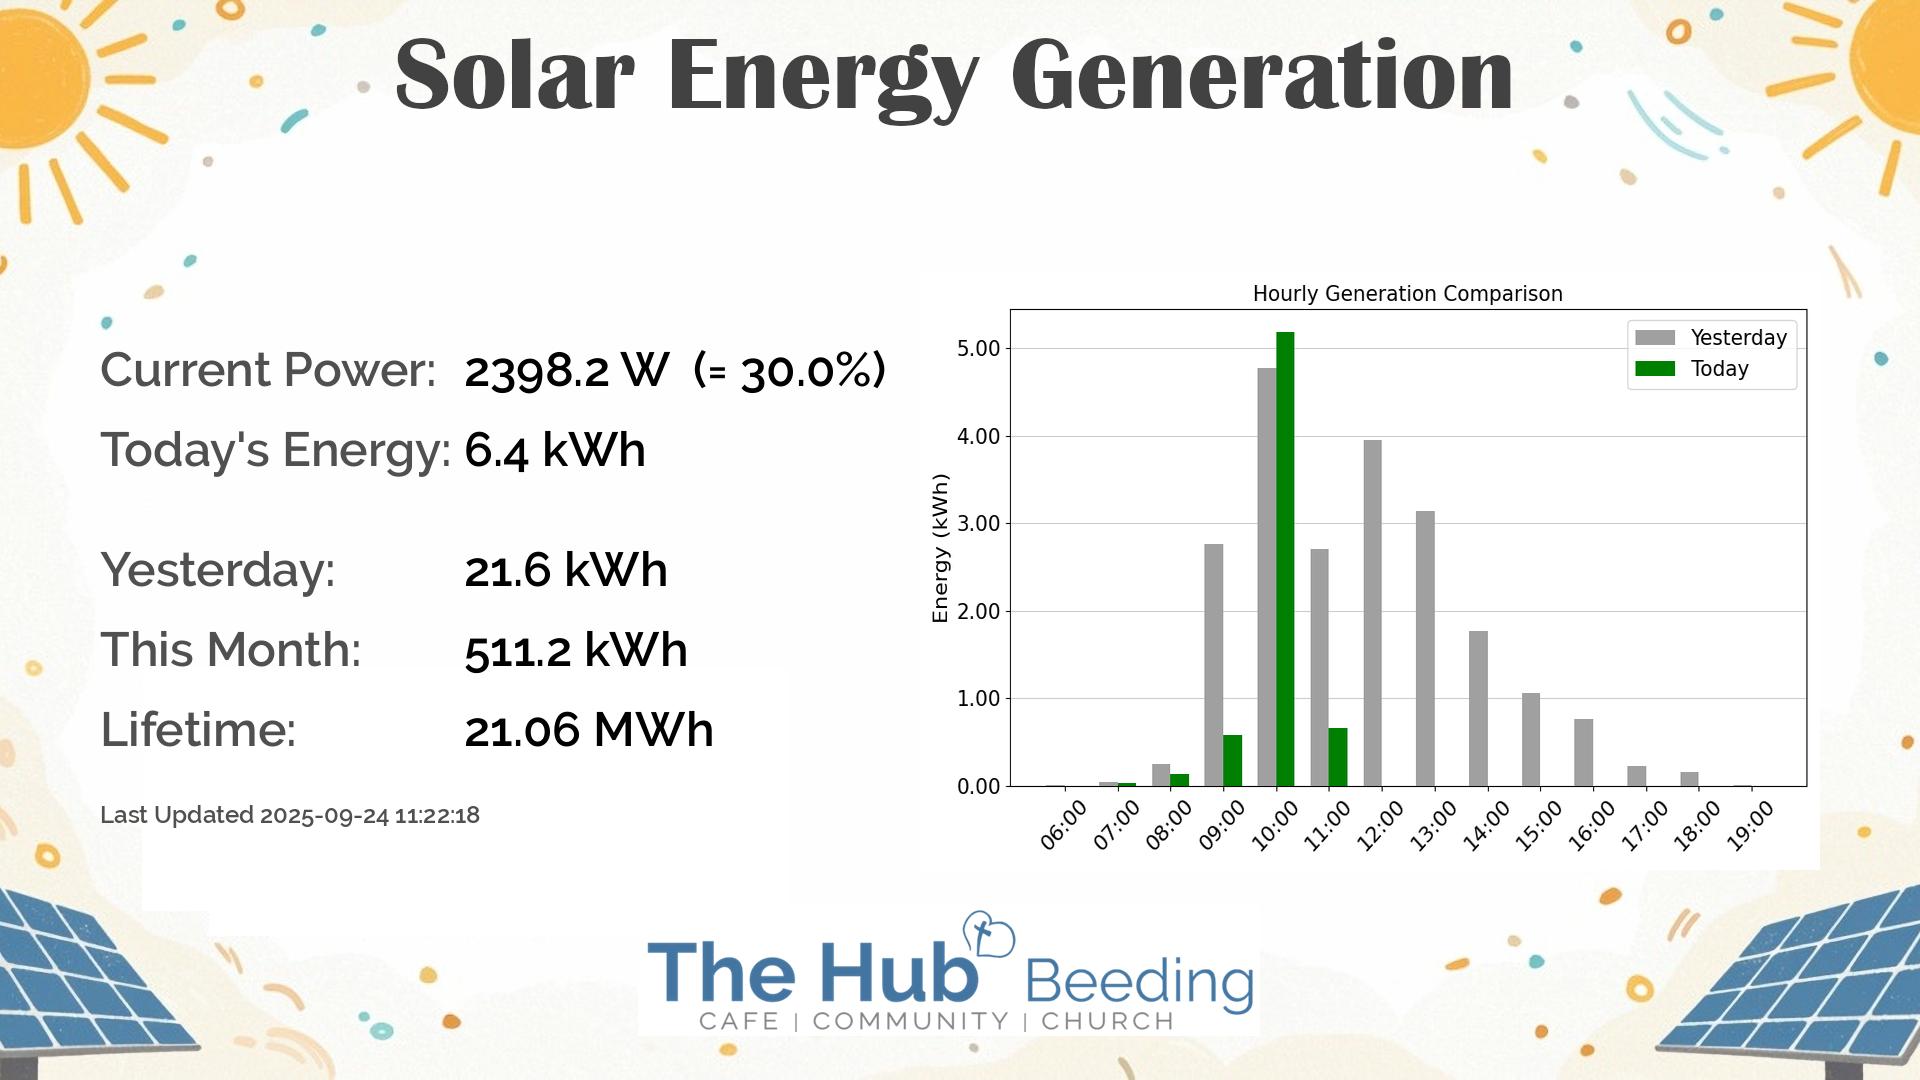 Solar Energy Generation
Current Power: 2398.2 W (= 30.0%)
Today's Energy: 6.4 kWh
Yesterday: 21.6 kWh
This Month: 511.2 kWh
Lifetime: 21.06 MWh
Last Updated 2025-09-24 11:22:18
Hourly Generation Comparison
Yesterday
Today
Energy (kWh)
5.00
4.00
3.00
2.00
1.00
0.00
06:00 07:00 08:00 09:00 10:00 11:00 12:00 13:00 14:00 15:00 16:00 17:00 18:00 19:00
The Hub Beeding
CAFE | COMMUNITY | CHURCH